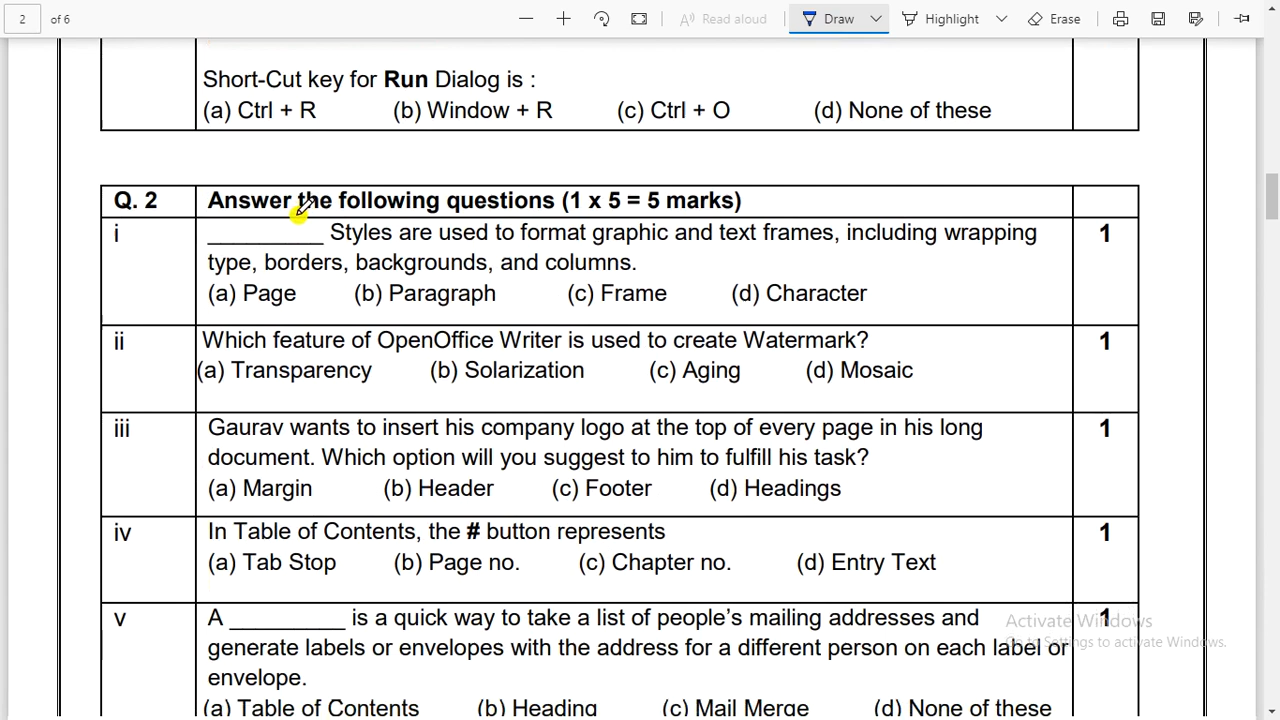 2 of 6 Read aloud Draw Highlight Erase
Short-Cut key for Run Dialog is :
(a) Ctrl + R (b) Window + R (c) Ctrl + O (d) None of these
Q. 2 Answer the following questions (1 x 5 = 5 marks)
i _________ Styles are used to format graphic and text frames, including wrapping 1
type, borders, backgrounds, and columns.
(a) Page (b) Paragraph (c) Frame (d) Character
ii Which feature of OpenOffice Writer is used to create Watermark? 1
(a) Transparency (b) Solarization (c) Aging (d) Mosaic
iii Gaurav wants to insert his company logo at the top of every page in his long 1
document. Which option will you suggest to him to fulfill his task?
(a) Margin (b) Header (c) Footer (d) Headings
iv In Table of Contents, the # button represents 1
(a) Tab Stop (b) Page no. (c) Chapter no. (d) Entry Text
v A _________ is a quick way to take a list of people's mailing addresses and 1
generate labels or envelopes with the address for a different person on each label or
envelope.
(a) Table of Contents (b) Heading (c) Mail Merge (d) None of these
Activate Windows
Go to Settings to activate Windows.